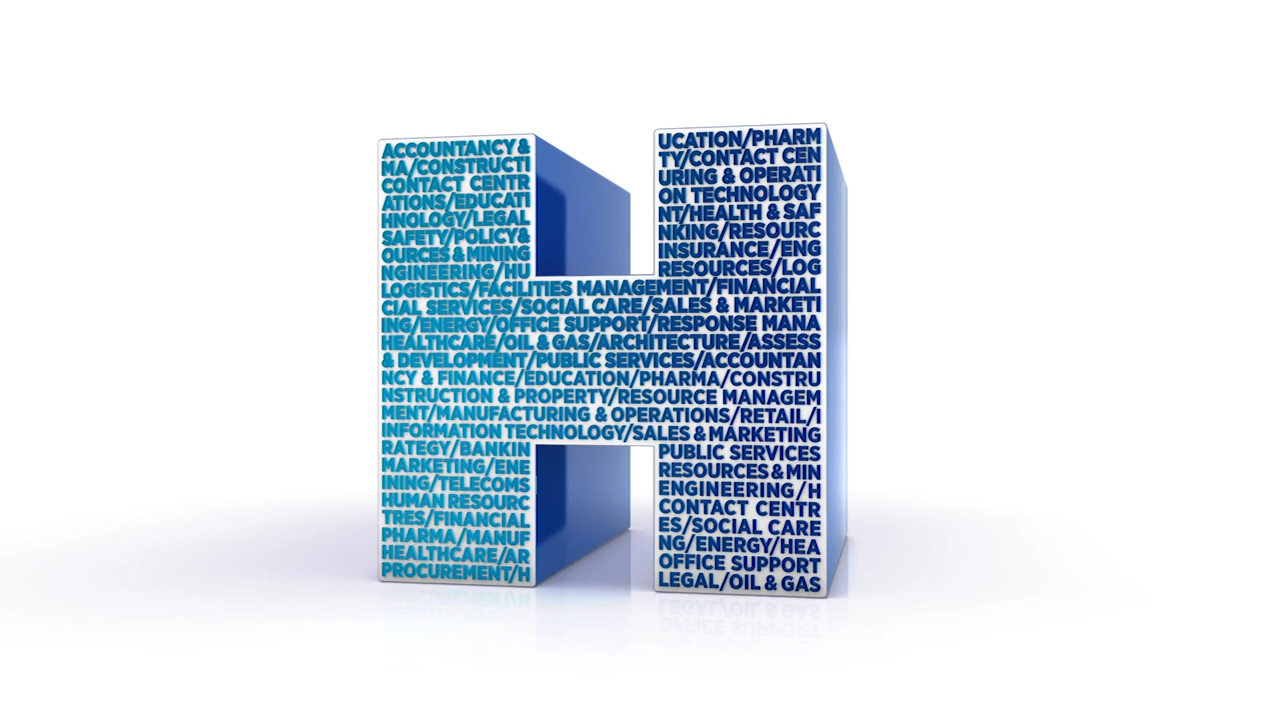 ACCOUNTANCY &
MA/CONSTRUCTI
CONTACT CENTR
ATIONS/EDUCATI
HNOLOGY/LEGAL
SAFETY/POLICY&
OURCES & MINING
NGINEERING/HU
UCATION/PHARM
TY/CONTACT CEN
URING & OPERATI
ON TECHNOLOGY
NT/HEALTH & SAF
NKING/RESOURC
INSURANCE/ENG
RESOURCES/LOG
LOGISTICS/FACILITIES MANAGEMENT/FINANCIAL
CIAL SERVICES/SOCIAL CARE/SALES & MARKETI
ING/ENERGY/OFFICE SUPPORT/RESPONSE MANA
HEALTHCARE/OIL & GAS/ARCHITECTURE/ASSESS
& DEVELOPMENT/PUBLIC SERVICES/ACCOUNTAN
NCY & FINANCE/EDUCATION/PHARMA/CONSTRU
NSTRUCTION & PROPERTY/RESOURCE MANAGEM
MENT/MANUFACTURING & OPERATIONS/RETAIL/I
INFORMATION TECHNOLOGY/SALES & MARKETING
RATEGY/BANKIN
MARKETING/ENE
INING/TELECOMS
HUMAN RESOURC
TRES/FINANCIAL
PHARMA/MANUF
HEALTHCARE/AR
PROCUREMENT/H
PUBLIC SERVICES
RESOURCES & MIN
ENGINEERING/H
CONTACT CENTR
ES/SOCIAL CARE
NG/ENERGY/HEA
OFFICE SUPPORT
LEGAL/OIL & GAS